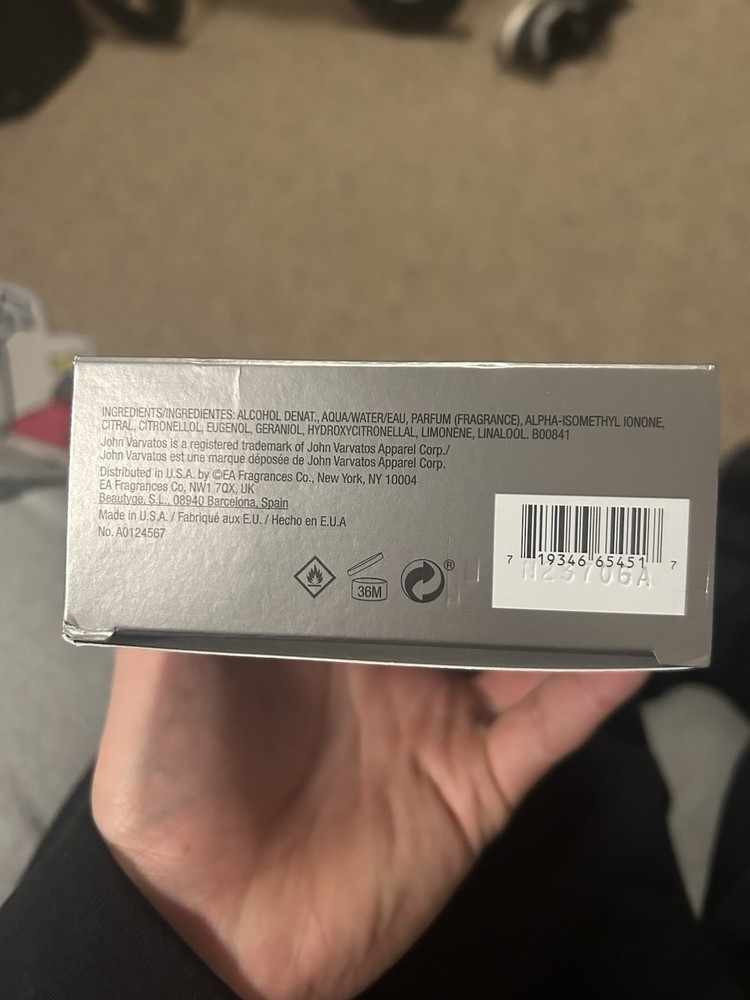 INGREDIENTS/INGREDIENTES: ALCOHOL DENAT., AQUA/WATER/EAU, PARFUM (FRAGRANCE), ALPHA-ISOMETHYL IONONE,
CITRAL, CITRONELLOL, EUGENOL, GERANIOL, HYDROXYCITRONELLAL, LIMONENE, LINALOOL. B00841
John Varvatos is a registered trademark of John Varvatos Apparel Corp./
John Varvatos est une marque déposée de John Varvatos Apparel Corp.
Distributed in U.S.A. by ©EA Fragrances Co., New York, NY 10004
EA Fragrances Co, NW1 7QX, UK
Beautyge, S.L., 08940 Barcelona, Spain
Made in U.S.A. / Fabriqué aux E.U. / Hecho en E.U.A
No. A0124567
36M
®
7 19346 65451 7